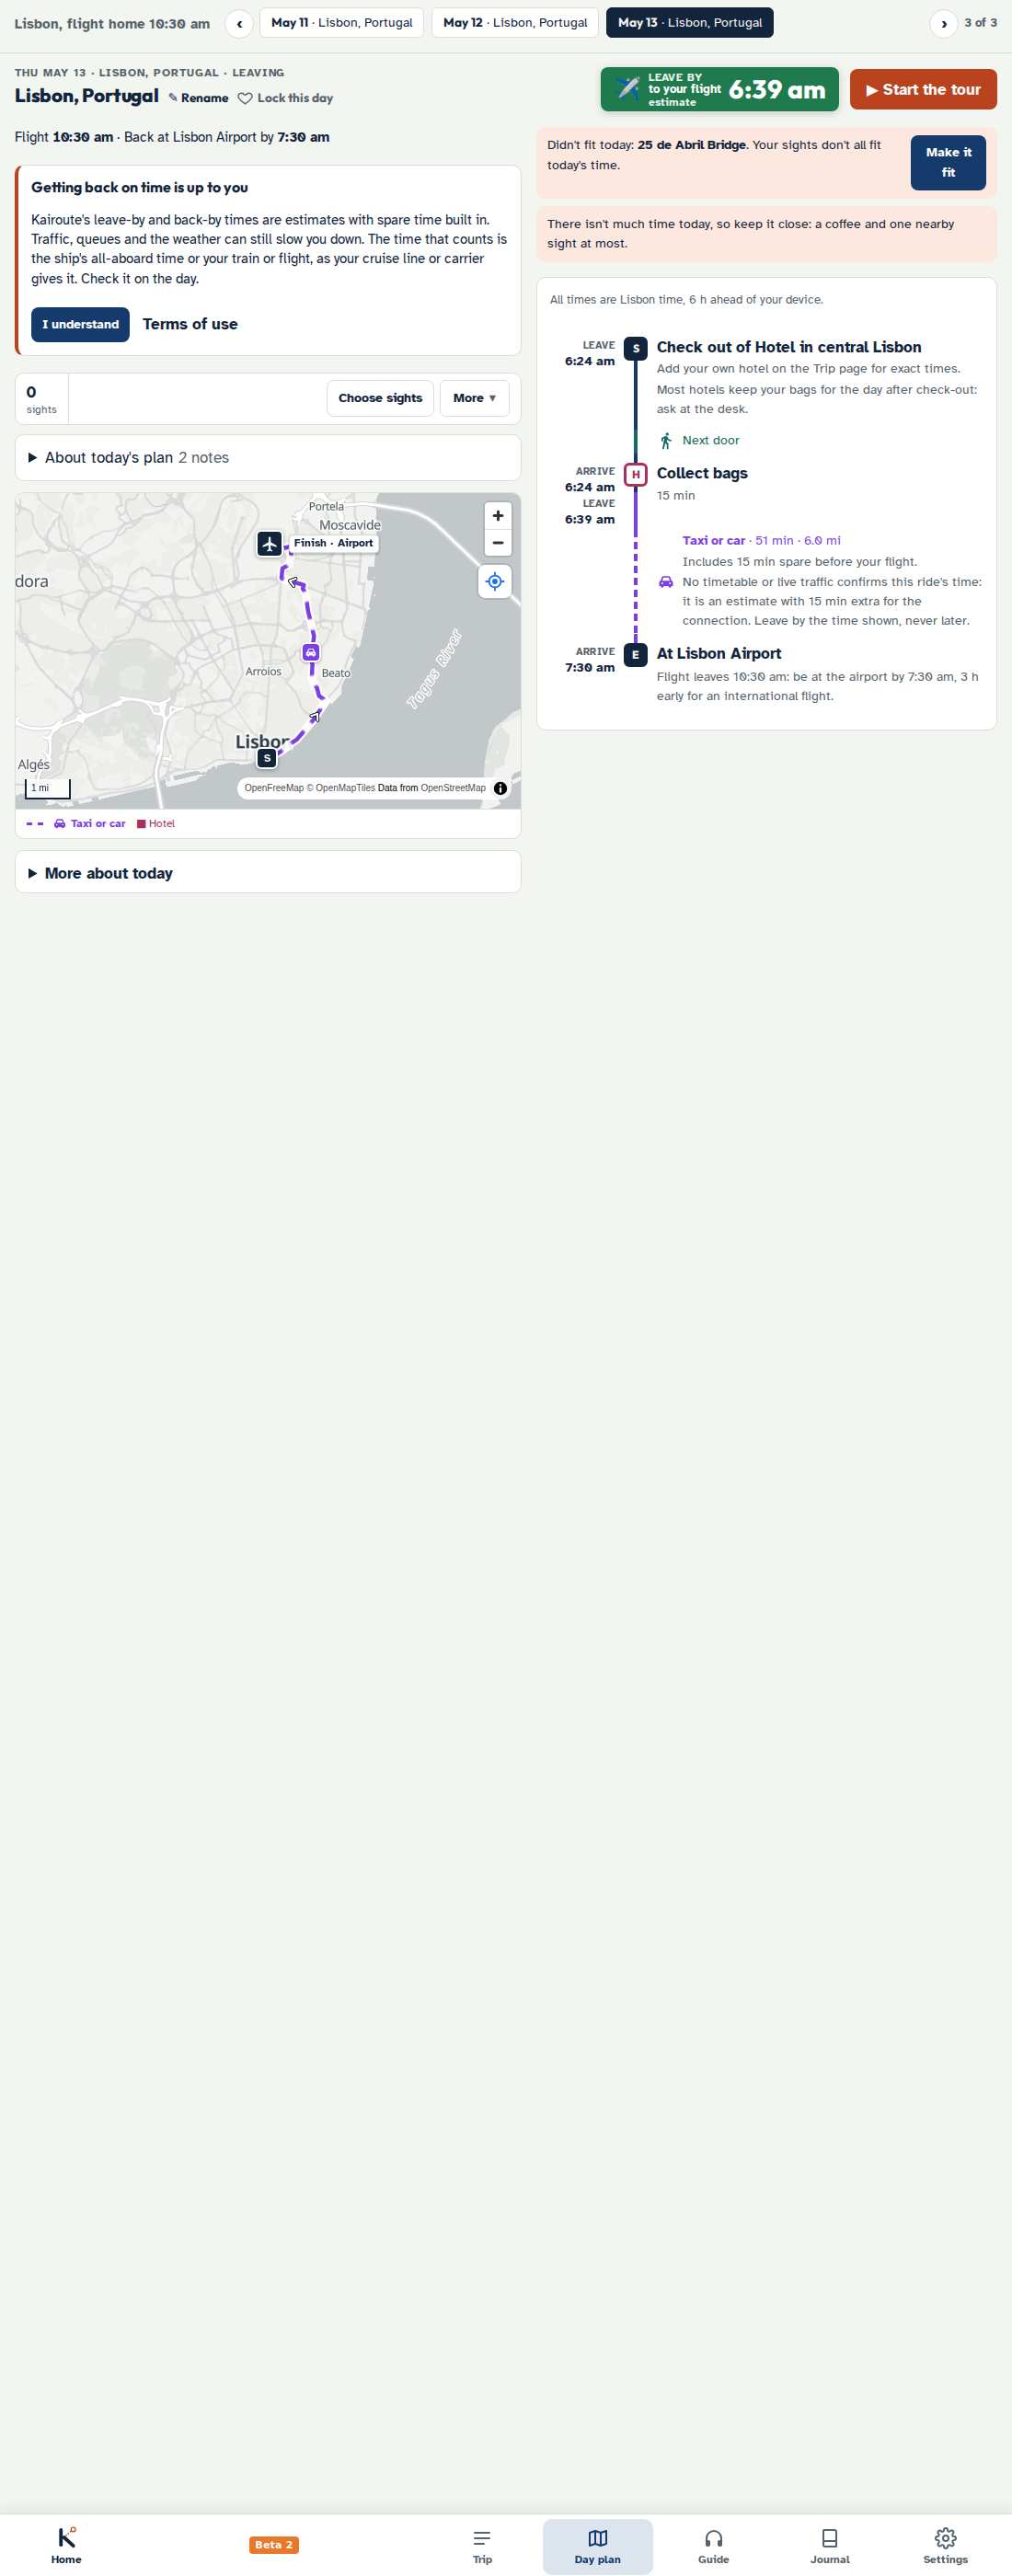 Lisbon, flight home 10:30 am
‹
May 11 · Lisbon, Portugal
May 12 · Lisbon, Portugal
May 13 · Lisbon, Portugal
›
3 of 3
THU MAY 13 · LISBON, PORTUGAL · LEAVING
Lisbon, Portugal
✎ Rename
Lock this day
LEAVE BY
to your flight
estimate
6:39 am
▶ Start the tour
Flight 10:30 am · Back at Lisbon Airport by 7:30 am
Getting back on time is up to you
Kairoute's leave-by and back-by times are estimates with spare time built in.
Traffic, queues and the weather can still slow you down. The time that counts is
the ship's all-aboard time or your train or flight, as your cruise line or carrier
gives it. Check it on the day.
I understand
Terms of use
0
sights
Choose sights
More ▾
▶ About today's plan 2 notes
Portela
Moscavide
Finish · Airport
dora
Arroios
Beato
Tagus River
Lisbon
S
Algés
1 mi
OpenFreeMap © OpenMapTiles Data from OpenStreetMap
+
−
Taxi or car
Hotel
▶ More about today
Didn't fit today: 25 de Abril Bridge. Your sights don't all fit
today's time.
Make it
fit
There isn't much time today, so keep it close: a coffee and one nearby
sight at most.
All times are Lisbon time, 6 h ahead of your device.
LEAVE
6:24 am
S
Check out of Hotel in central Lisbon
Add your own hotel on the Trip page for exact times.
Most hotels keep your bags for the day after check-out:
ask at the desk.
Next door
ARRIVE
6:24 am
LEAVE
6:39 am
H
Collect bags
15 min
Taxi or car · 51 min · 6.0 mi
Includes 15 min spare before your flight.
No timetable or live traffic confirms this ride's time:
it is an estimate with 15 min extra for the
connection. Leave by the time shown, never later.
ARRIVE
7:30 am
E
At Lisbon Airport
Flight leaves 10:30 am: be at the airport by 7:30 am, 3 h
early for an international flight.
Home
Beta 2
Trip
Day plan
Guide
Journal
Settings